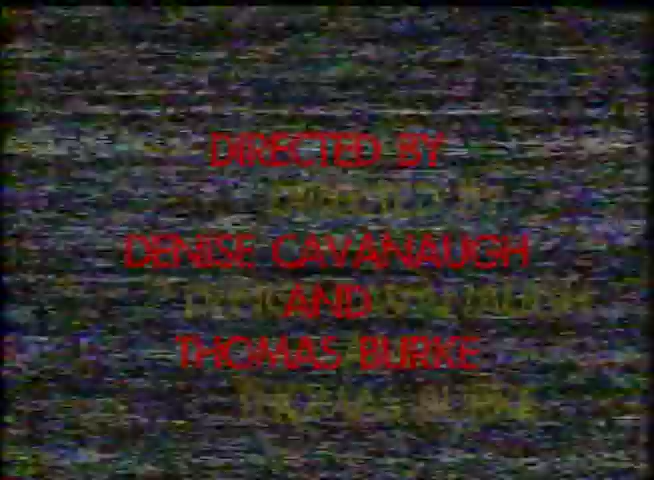 DIRECTED BY
DENISE CAVANAUGH
AND
THOMAS BURKE